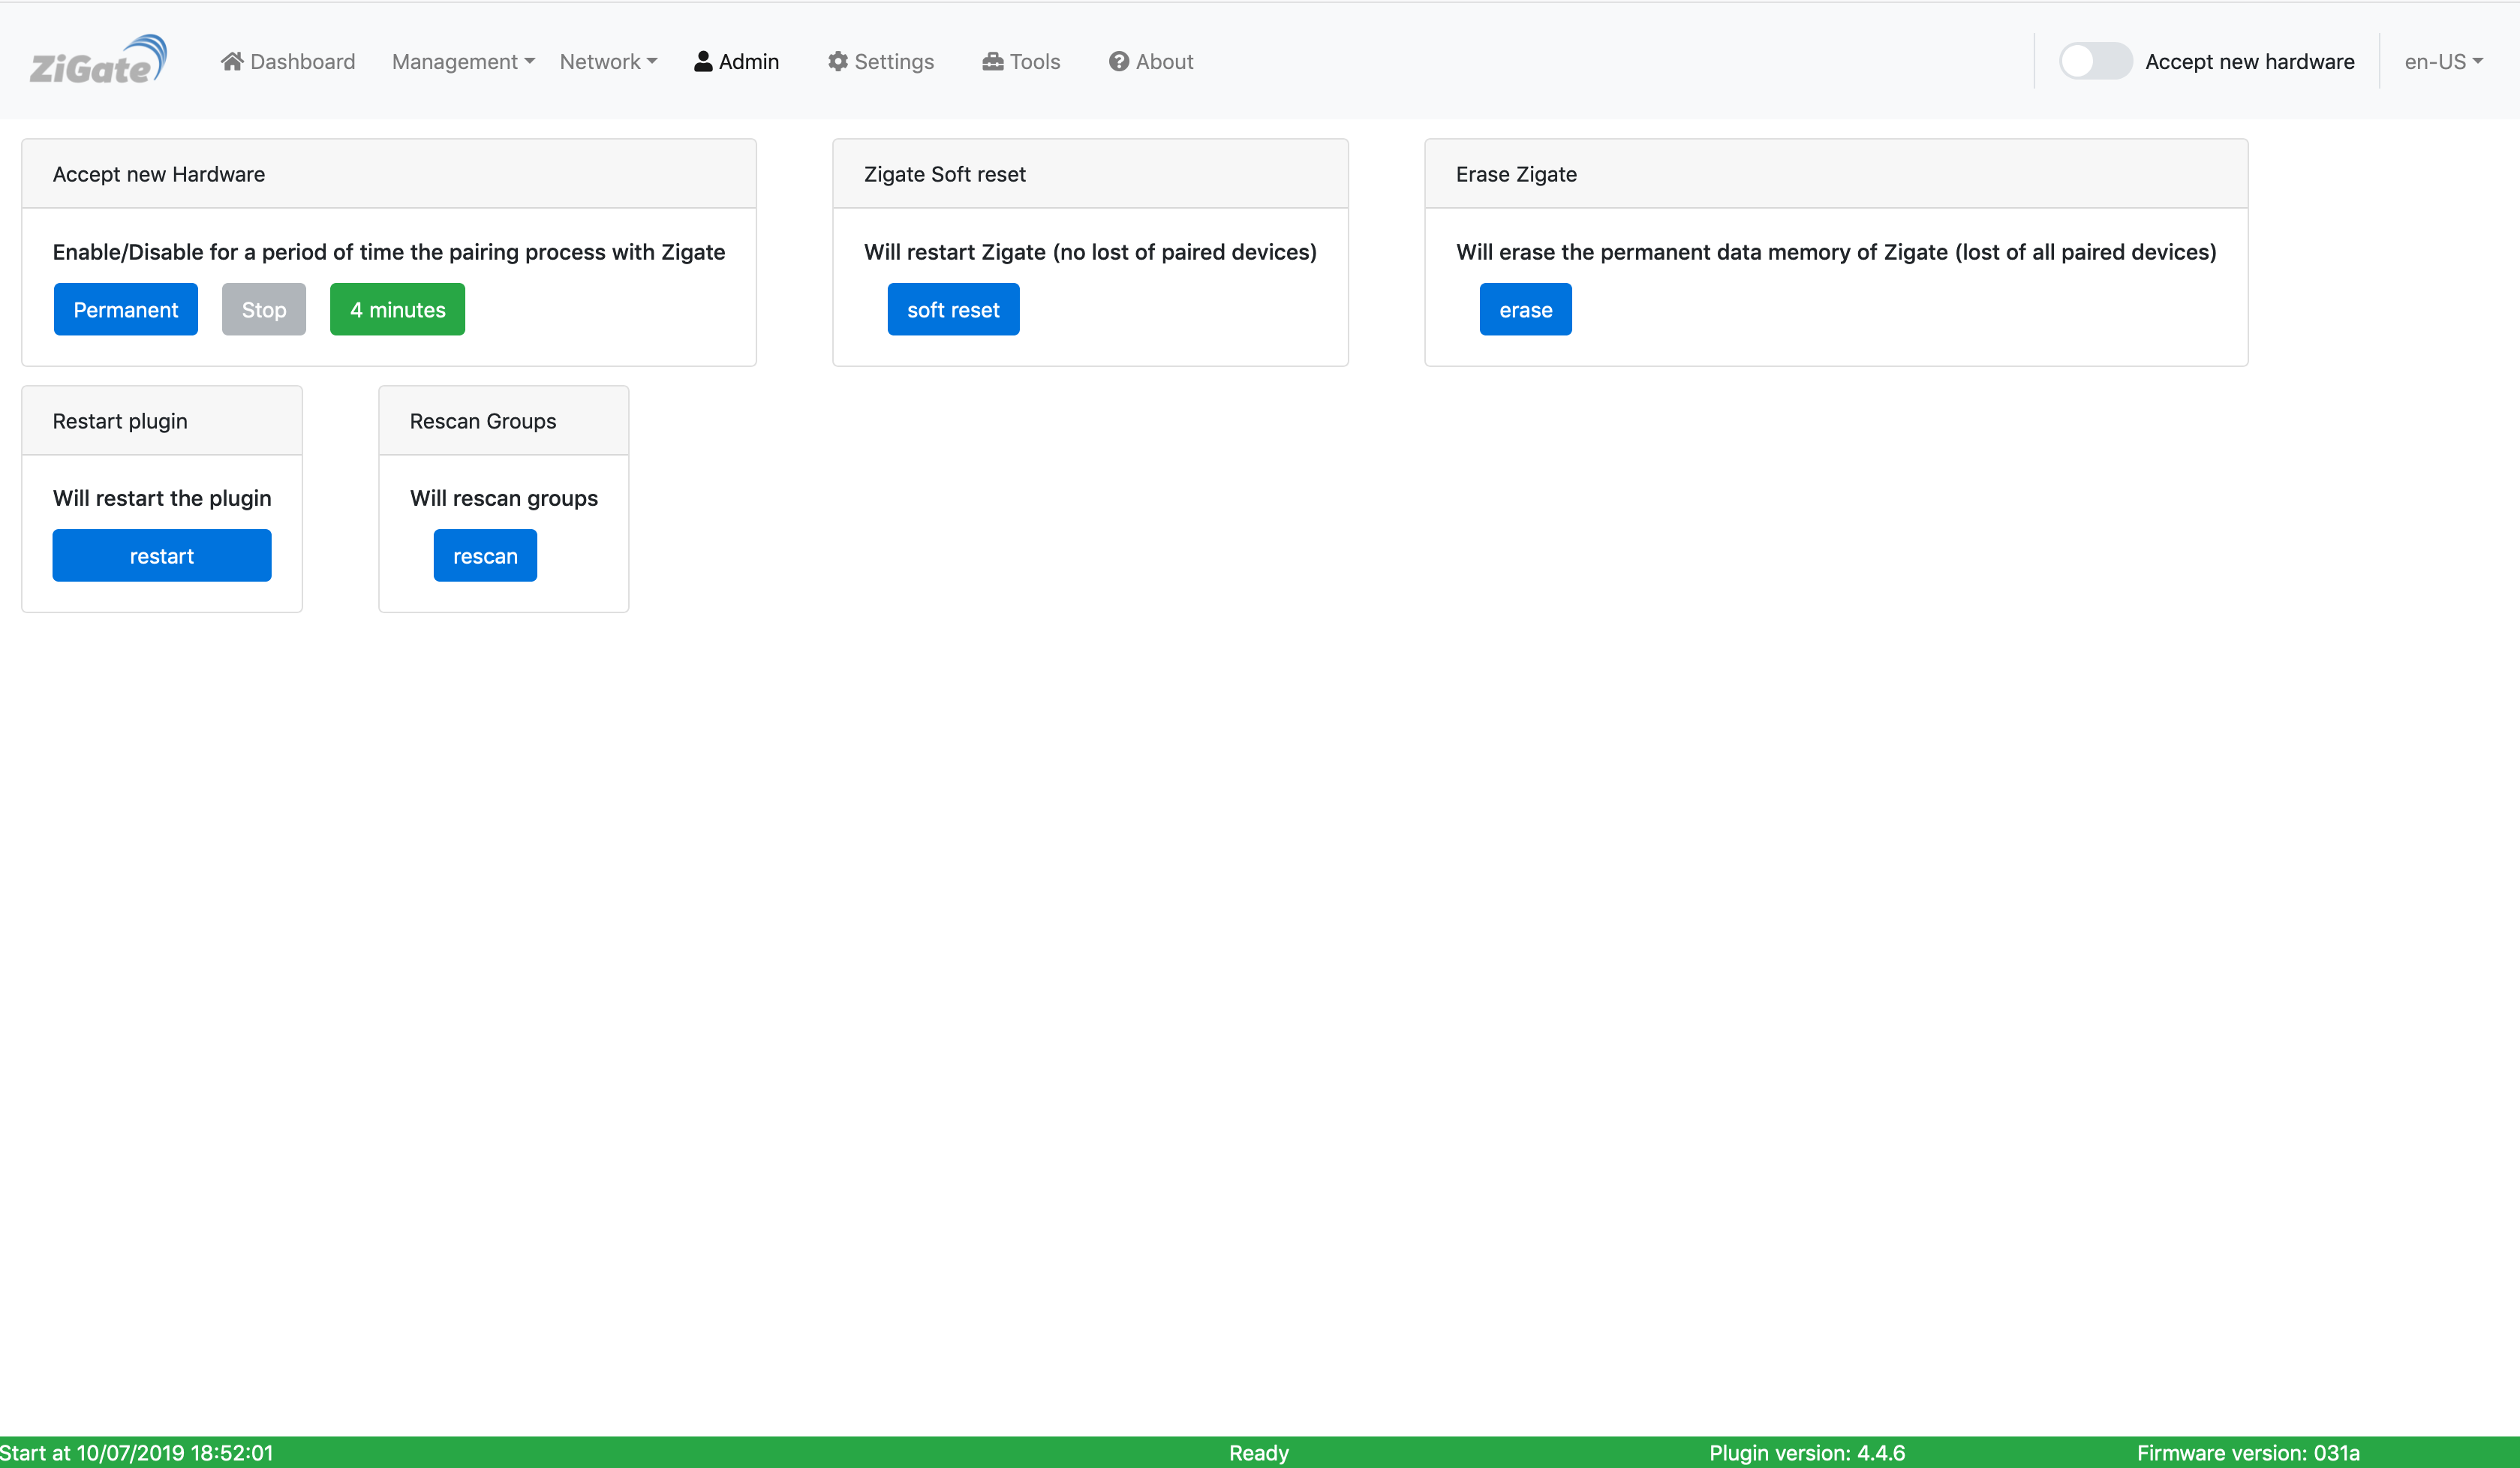 ZiGate Dashboard Management Network Admin Settings Tools About Accept new hardware en-US
Accept new Hardware
Enable/Disable for a period of time the pairing process with Zigate
Permanent Stop 4 minutes
Zigate Soft reset
Will restart Zigate (no lost of paired devices)
soft reset
Erase Zigate
Will erase the permanent data memory of Zigate (lost of all paired devices)
erase
Restart plugin
Will restart the plugin
restart
Rescan Groups
Will rescan groups
rescan
Start at 10/07/2019 18:52:01 Ready Plugin version: 4.4.6 Firmware version: 031a